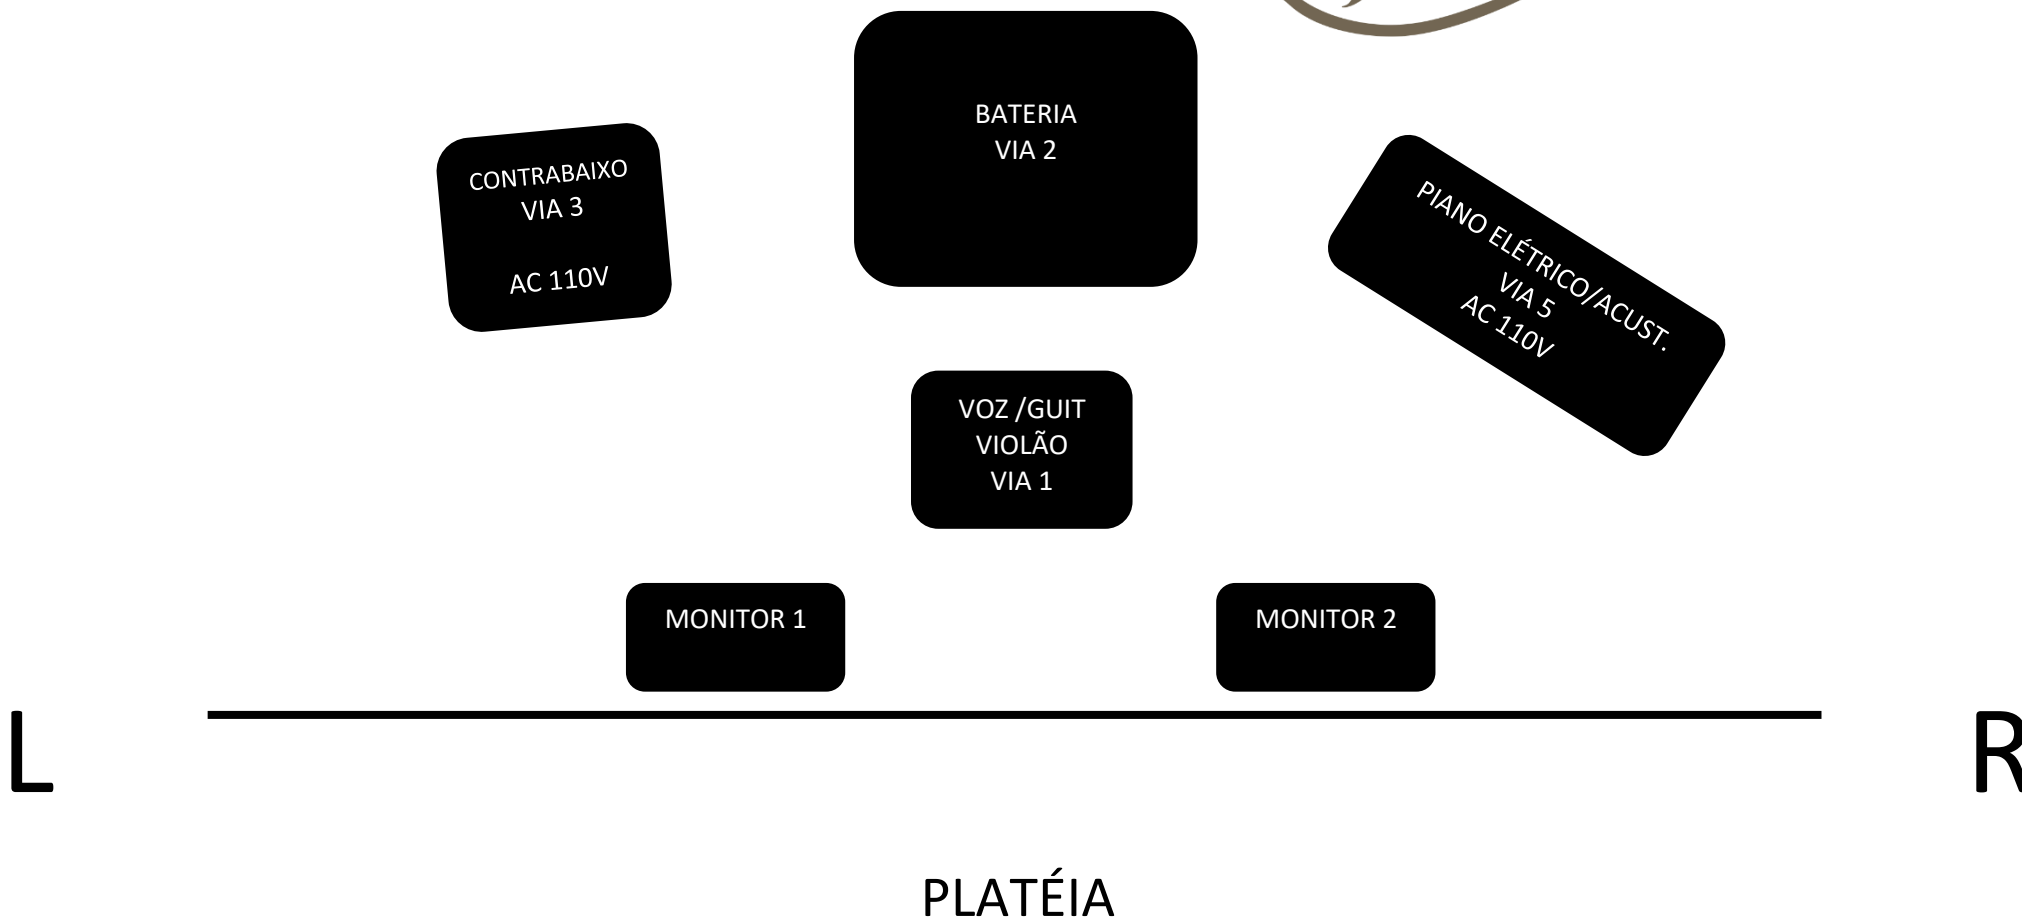 BATERIA
VIA 2
CONTRABAIXO
VIA 3
AC 110V
PIANO ELÉTRICO/ACUST.
VIA 5
AC 110V
VOZ /GUIT
VIOLÃO
VIA 1
MONITOR 1
MONITOR 2
L
R
PLATÉIA